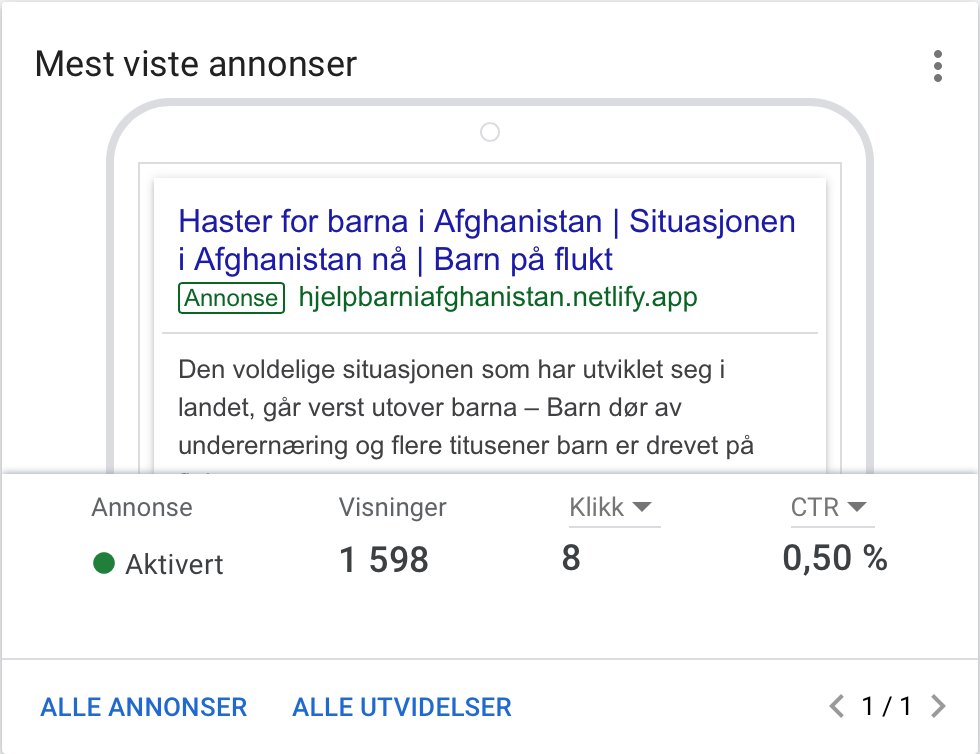 Mest viste annonser
Haster for barna i Afghanistan | Situasjonen
i Afghanistan nå | Barn på flukt
Annonse hjelpbarniafghanistan.netlify.app
Den voldelige situasjonen som har utviklet seg i
landet, går verst utover barna – Barn dør av
underernæring og flere titusener barn er drevet på
Annonse Visninger Klikk CTR
Aktivert 1 598 8 0,50 %
ALLE ANNONSER ALLE UTVIDELSER 1 / 1